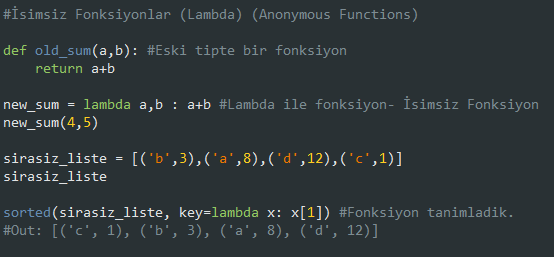 #İsimsiz Fonksiyonlar (Lambda) (Anonymous Functions)
def old_sum(a,b): #Eski tipte bir fonksiyon
    return a+b
new_sum = lambda a,b : a+b #Lambda ile fonksiyon- İsimsiz Fonksiyon
new_sum(4,5)
sirasiz_liste = [('b',3),('a',8),('d',12),('c',1)]
sirasiz_liste
sorted(sirasiz_liste, key=lambda x: x[1]) #Fonksiyon tanimladik.
#Out: [('c', 1), ('b', 3), ('a', 8), ('d', 12)]